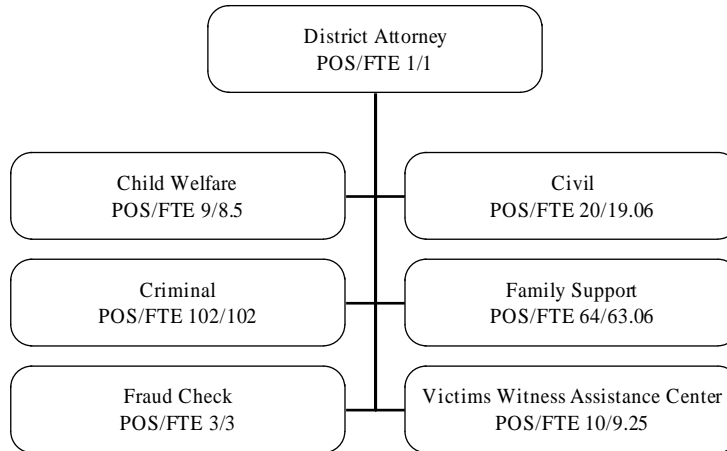 District Attorney
POS/FTE 1/1
Child Welfare
POS/FTE 9/8.5
Civil
POS/FTE 20/19.06
Criminal
POS/FTE 102/102
Family Support
POS/FTE 64/63.06
Fraud Check
POS/FTE 3/3
Victims Witness Assistance Center
POS/FTE 10/9.25